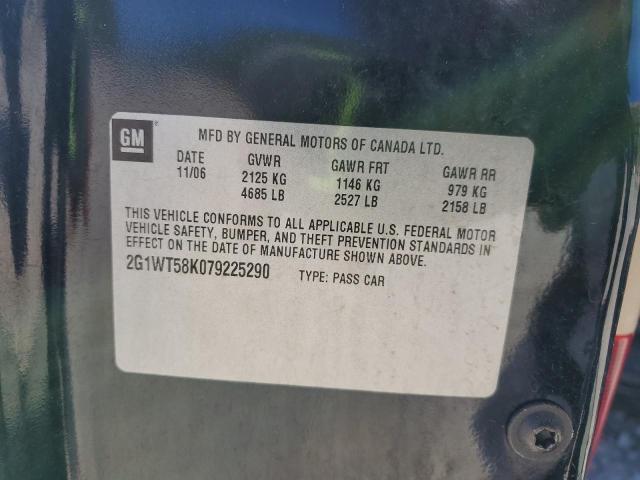 GM
MFD BY GENERAL MOTORS OF CANADA LTD.
DATE GVWR GAWR FRT GAWR RR
11/06 2125 KG 1146 KG 979 KG
4685 LB 2527 LB 2158 LB
THIS VEHICLE CONFORMS TO ALL APPLICABLE U.S. FEDERAL MOTOR
VEHICLE SAFETY, BUMPER, AND THEFT PREVENTION STANDARDS IN
EFFECT ON THE DATE OF MANUFACTURE SHOWN ABOVE.
2G1WT58K079225290 TYPE: PASS CAR